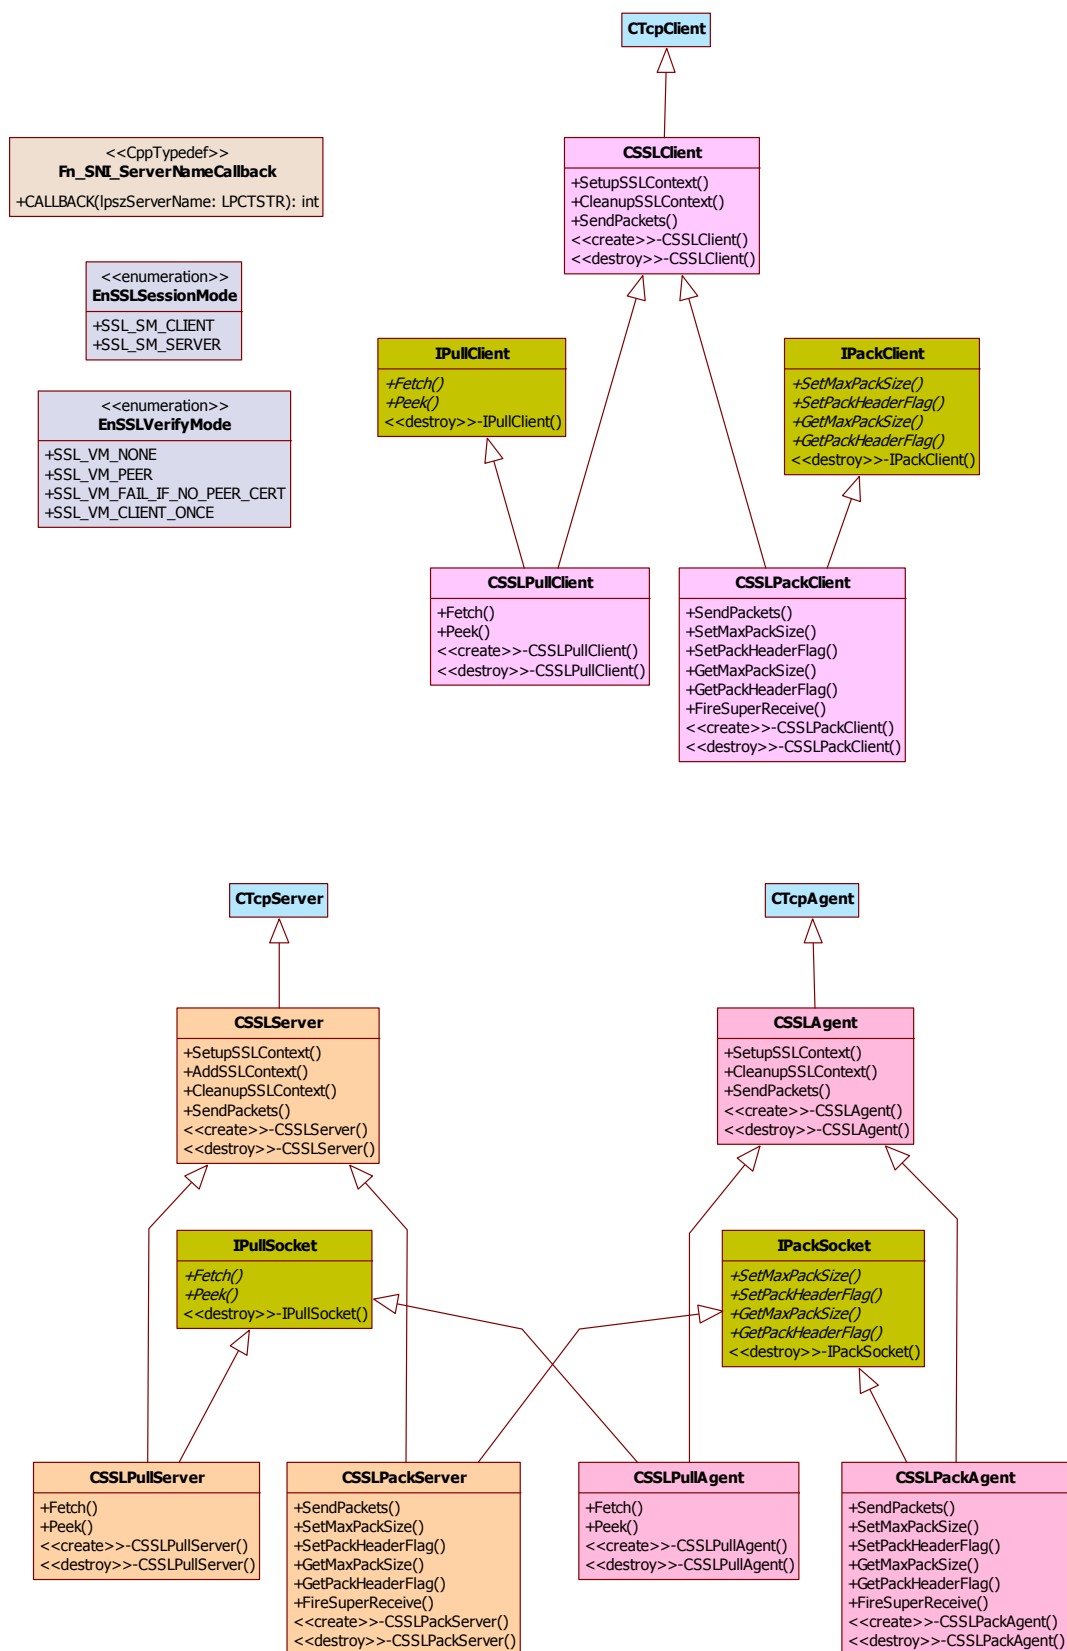 CTcpClient
<<CppTypedef>>
Fn_SNI_ServerNameCallback
+CALLBACK(lpszServerName: LPCTSTR): int
CSSLClient
+SetupSSLContext()
+CleanupSSLContext()
+SendPackets()
<<create>>-CSSLClient()
<<destroy>>-CSSLClient()
<<enumeration>>
EnSSLSessionMode
+SSL_SM_CLIENT
+SSL_SM_SERVER
IPullClient
+Fetch()
+Peek()
<<destroy>>-IPullClient()
IPackClient
+SetMaxPackSize()
+SetPackHeaderFlag()
+GetMaxPackSize()
+GetPackHeaderFlag()
<<destroy>>-IPackClient()
<<enumeration>>
EnSSLVerifyMode
+SSL_VM_NONE
+SSL_VM_PEER
+SSL_VM_FAIL_IF_NO_PEER_CERT
+SSL_VM_CLIENT_ONCE
CSSLPullClient
+Fetch()
+Peek()
<<create>>-CSSLPullClient()
<<destroy>>-CSSLPullClient()
CSSLPackClient
+SendPackets()
+SetMaxPackSize()
+SetPackHeaderFlag()
+GetMaxPackSize()
+GetPackHeaderFlag()
+FireSuperReceive()
<<create>>-CSSLPackClient()
<<destroy>>-CSSLPackClient()
CTcpServer
CTcpAgent
CSSLServer
+SetupSSLContext()
+AddSSLContext()
+CleanupSSLContext()
+SendPackets()
<<create>>-CSSLServer()
<<destroy>>-CSSLServer()
CSSLAgent
+SetupSSLContext()
+CleanupSSLContext()
+SendPackets()
<<create>>-CSSLAgent()
<<destroy>>-CSSLAgent()
IPullSocket
+Fetch()
+Peek()
<<destroy>>-IPullSocket()
IPackSocket
+SetMaxPackSize()
+SetPackHeaderFlag()
+GetMaxPackSize()
+GetPackHeaderFlag()
<<destroy>>-IPackSocket()
CSSLPullServer
+Fetch()
+Peek()
<<create>>-CSSLPullServer()
<<destroy>>-CSSLPullServer()
CSSLPackServer
+SendPackets()
+SetMaxPackSize()
+SetPackHeaderFlag()
+GetMaxPackSize()
+GetPackHeaderFlag()
+FireSuperReceive()
<<create>>-CSSLPackServer()
<<destroy>>-CSSLPackServer()
CSSLPullAgent
+Fetch()
+Peek()
<<create>>-CSSLPullAgent()
<<destroy>>-CSSLPullAgent()
CSSLPackAgent
+SendPackets()
+SetMaxPackSize()
+SetPackHeaderFlag()
+GetMaxPackSize()
+GetPackHeaderFlag()
+FireSuperReceive()
<<create>>-CSSLPackAgent()
<<destroy>>-CSSLPackAgent()